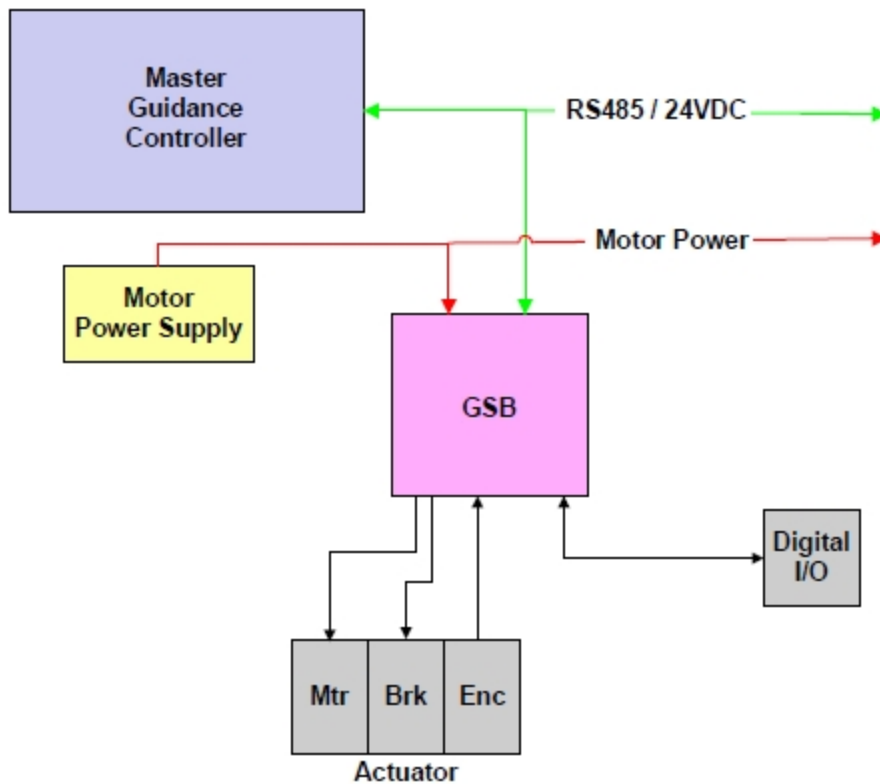 Master
Guidance
Controller
RS485 / 24VDC
Motor Power
Motor
Power Supply
GSB
Digital
I/O
Mtr
Brk
Enc
Actuator